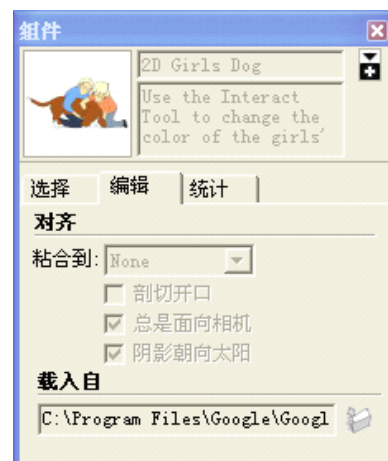 组件
2D Girls Dog
Use the Interact
Tool to change the
color of the girls'
选择 编辑 统计
对齐
粘合到: None
剖切开口
总是面向相机
阴影朝向太阳
载入自
C:\Program Files\Google\Googl